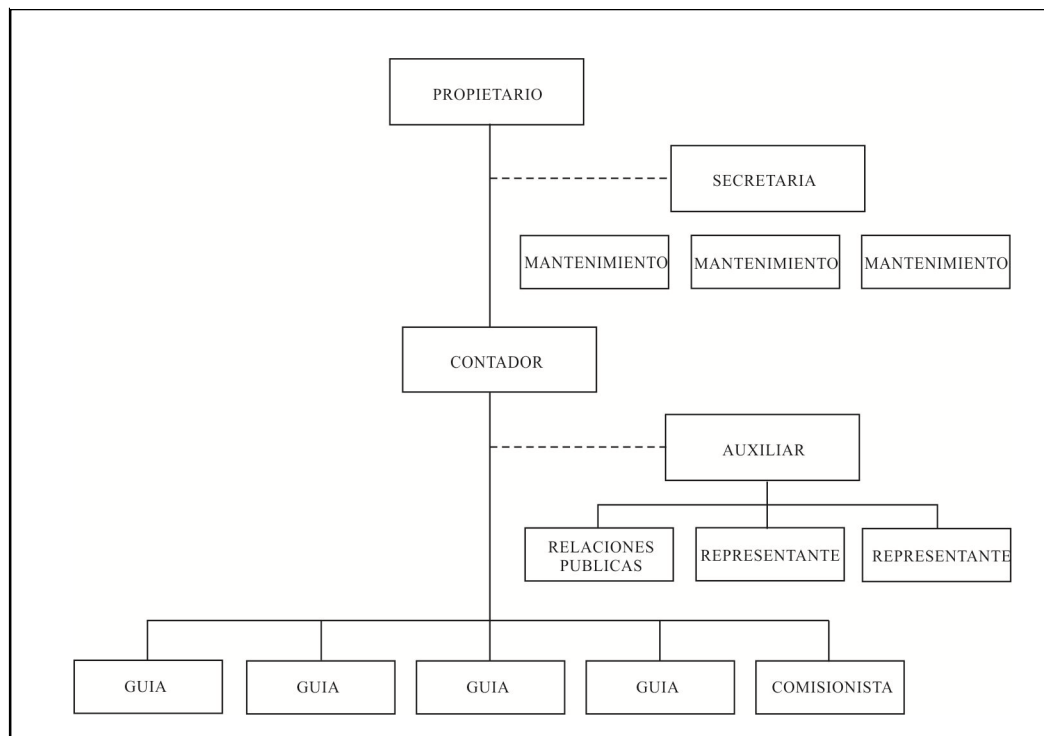 PROPIETARIO
SECRETARIA
MANTENIMIENTO
MANTENIMIENTO
MANTENIMIENTO
CONTADOR
AUXILIAR
RELACIONES
PUBLICAS
REPRESENTANTE
REPRESENTANTE
GUIA
GUIA
GUIA
GUIA
COMISIONISTA